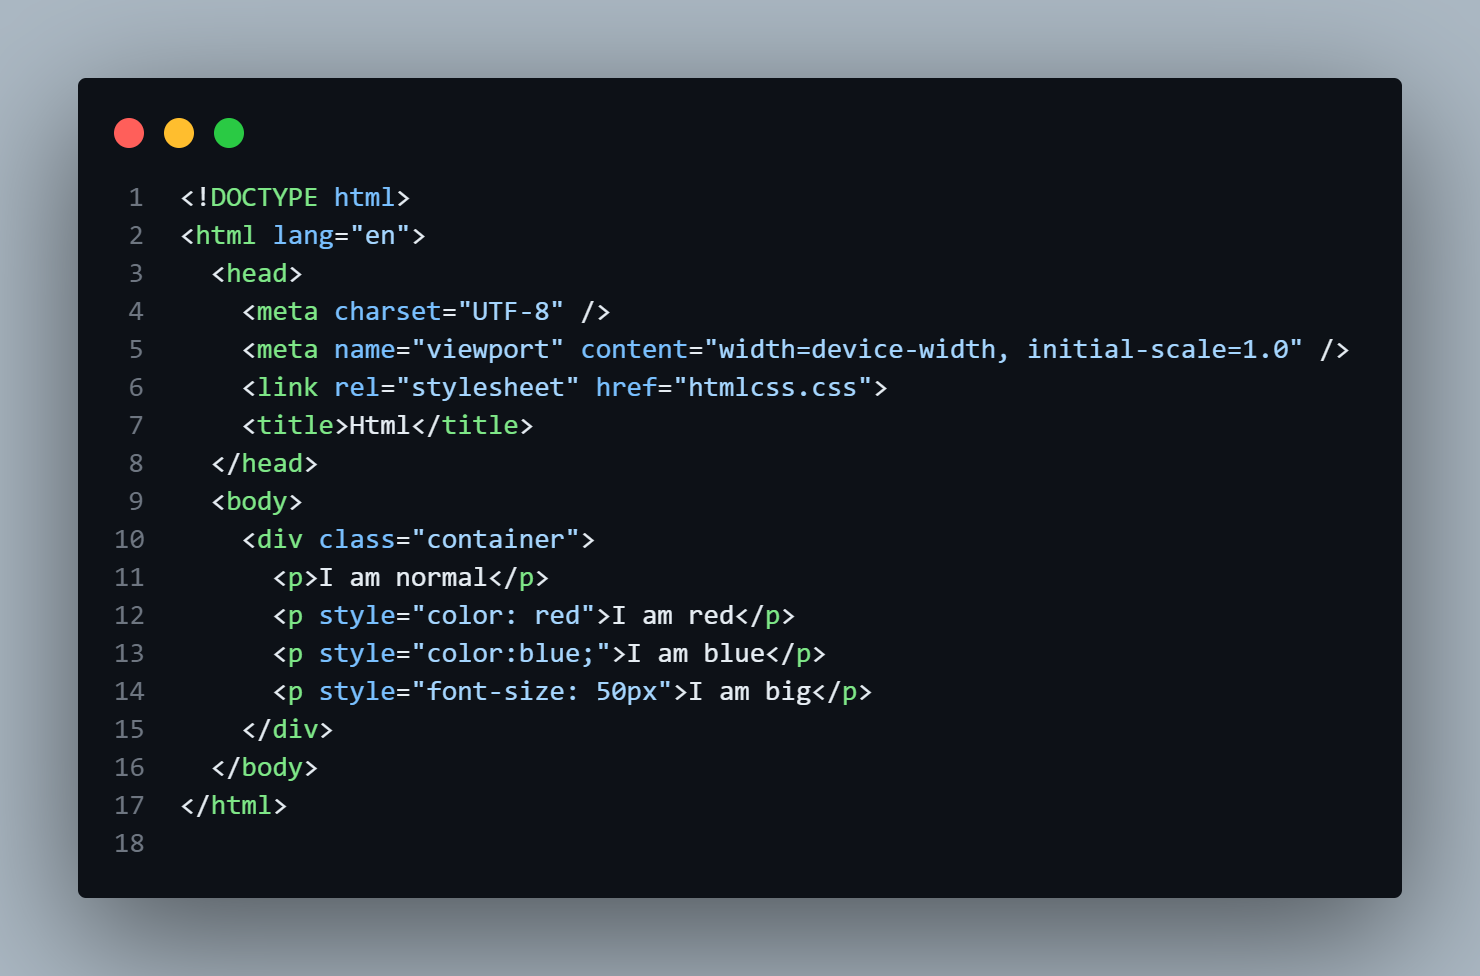 1 <!DOCTYPE html>
2 <html lang="en">
3   <head>
4     <meta charset="UTF-8" />
5     <meta name="viewport" content="width=device-width, initial-scale=1.0" />
6     <link rel="stylesheet" href="htmlcss.css">
7     <title>Html</title>
8   </head>
9   <body>
10     <div class="container">
11       <p>I am normal</p>
12       <p style="color: red">I am red</p>
13       <p style="color:blue;">I am blue</p>
14       <p style="font-size: 50px">I am big</p>
15     </div>
16   </body>
17 </html>
18